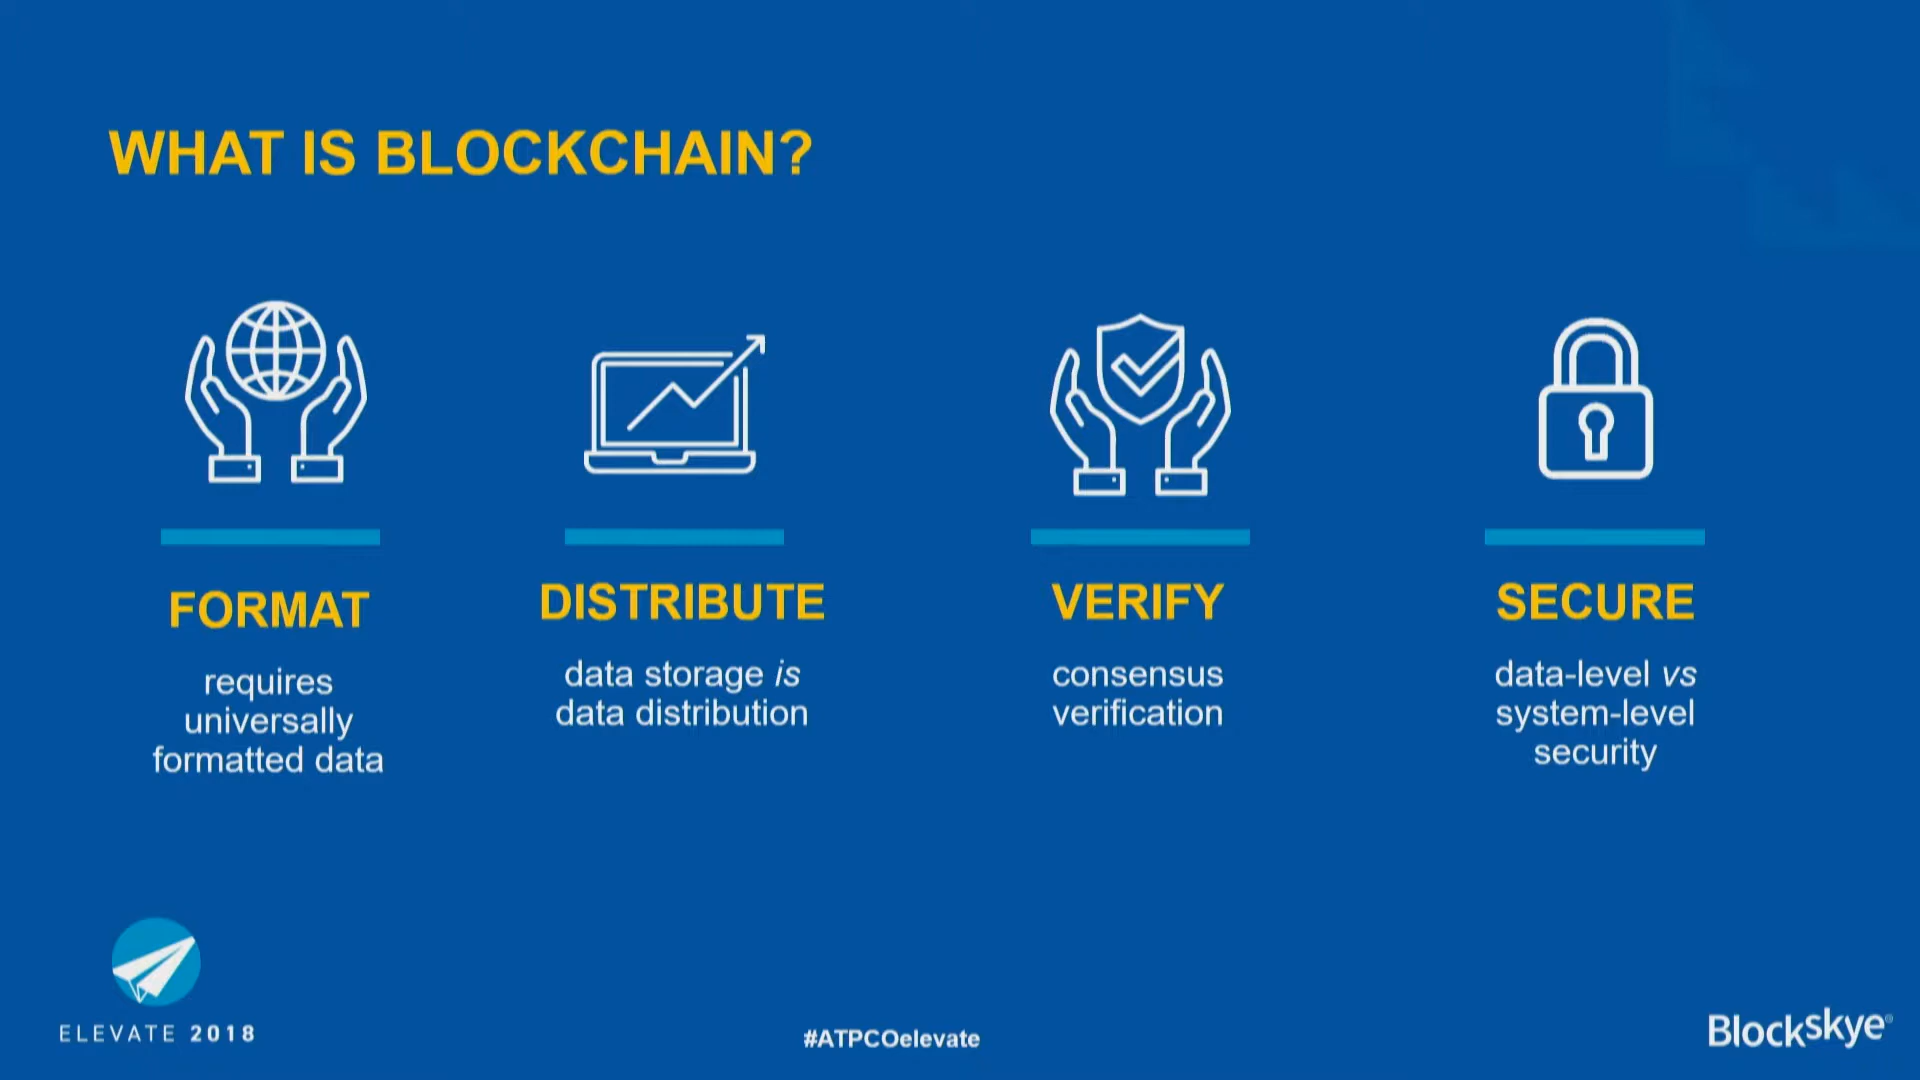 WHAT IS BLOCKCHAIN?
FORMAT
requires
universally
formatted data
DISTRIBUTE
data storage is
data distribution
VERIFY
consensus
verification
SECURE
data-level vs
system-level
security
ELEVATE 2018
#ATPCOelevate
Blockskye®